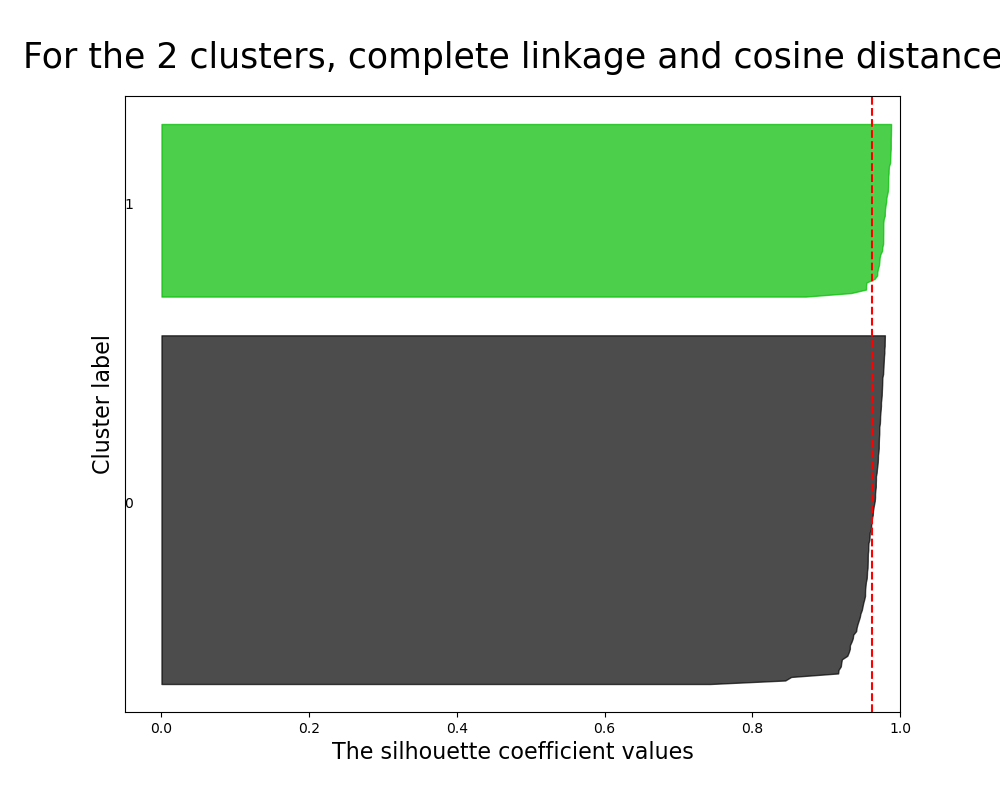 For the 2 clusters, complete linkage and cosine distance
1
0
Cluster label
0.0 0.2 0.4 0.6 0.8 1.0
The silhouette coefficient values